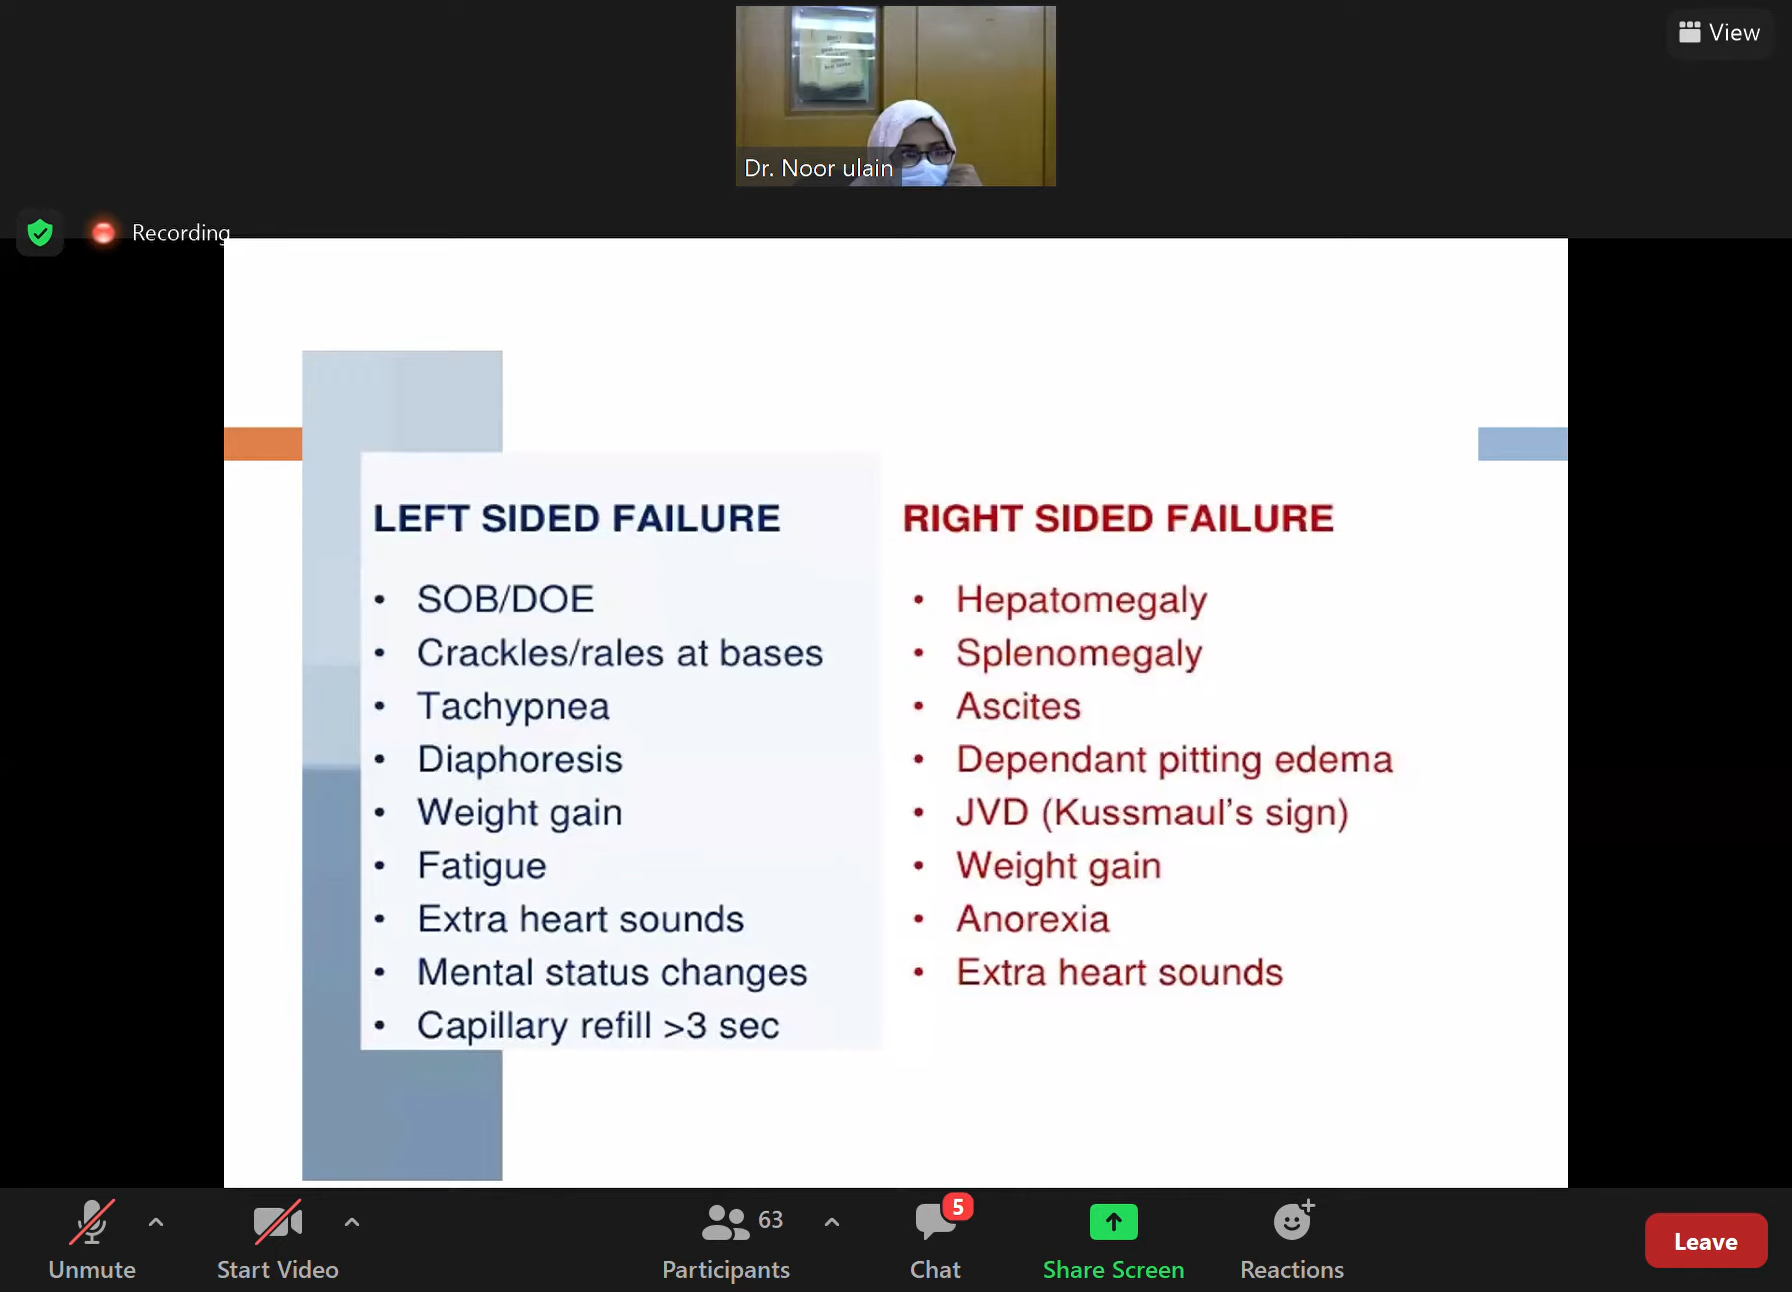 View
Dr. Noor ulain
Recording
LEFT SIDED FAILURE
• SOB/DOE
• Crackles/rales at bases
• Tachypnea
• Diaphoresis
• Weight gain
• Fatigue
• Extra heart sounds
• Mental status changes
• Capillary refill >3 sec
RIGHT SIDED FAILURE
• Hepatomegaly
• Splenomegaly
• Ascites
• Dependant pitting edema
• JVD (Kussmaul's sign)
• Weight gain
• Anorexia
• Extra heart sounds
Unmute
Start Video
63
Participants
5
Chat
Share Screen
Reactions
Leave